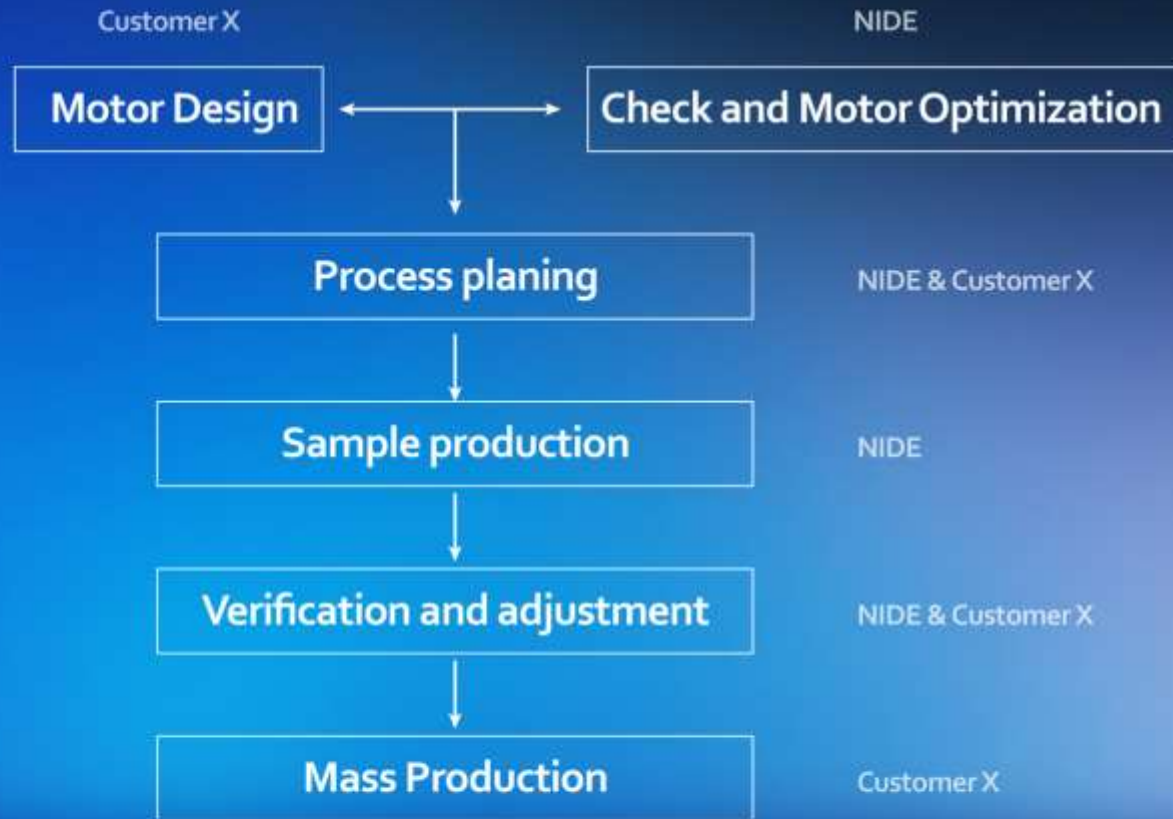 Customer X
NIDE
Motor Design
Check and Motor Optimization
Process planing
NIDE & Customer X
Sample production
NIDE
Verification and adjustment
NIDE & Customer X
Mass Production
Customer X